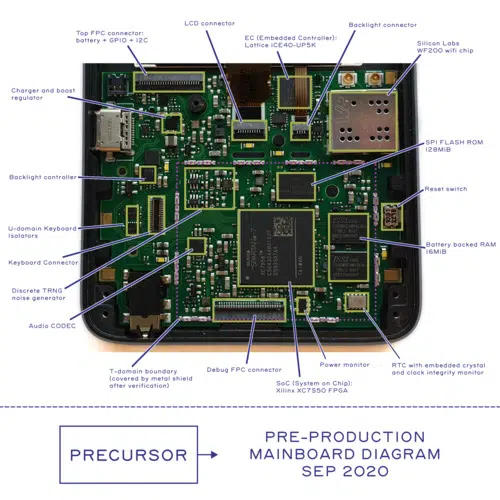 Top FPC connector:
battery + GPIO + I2C
LCD connector
EC (Embedded Controller):
Lattice iCE40-UP5K
Backlight connector
Silicon Labs
WF200 wifi chip
Charger and boost
regulator
SPI FLASH ROM
128MiB
Backlight controller
Reset switch
U-domain Keyboard
Isolators
Battery backed RAM
16MiB
Keyboard Connector
Discrete TRNG
noise generator
Audio CODEC
T-domain boundary
(covered by metal shield
after verification)
Debug FPC connector
Power monitor
SoC (System on Chip):
Xilinx XC7S50 FPGA
RTC with embedded crystal
and clock integrity monitor
PRECURSOR
PRE-PRODUCTION
MAINBOARD DIAGRAM
SEP 2020